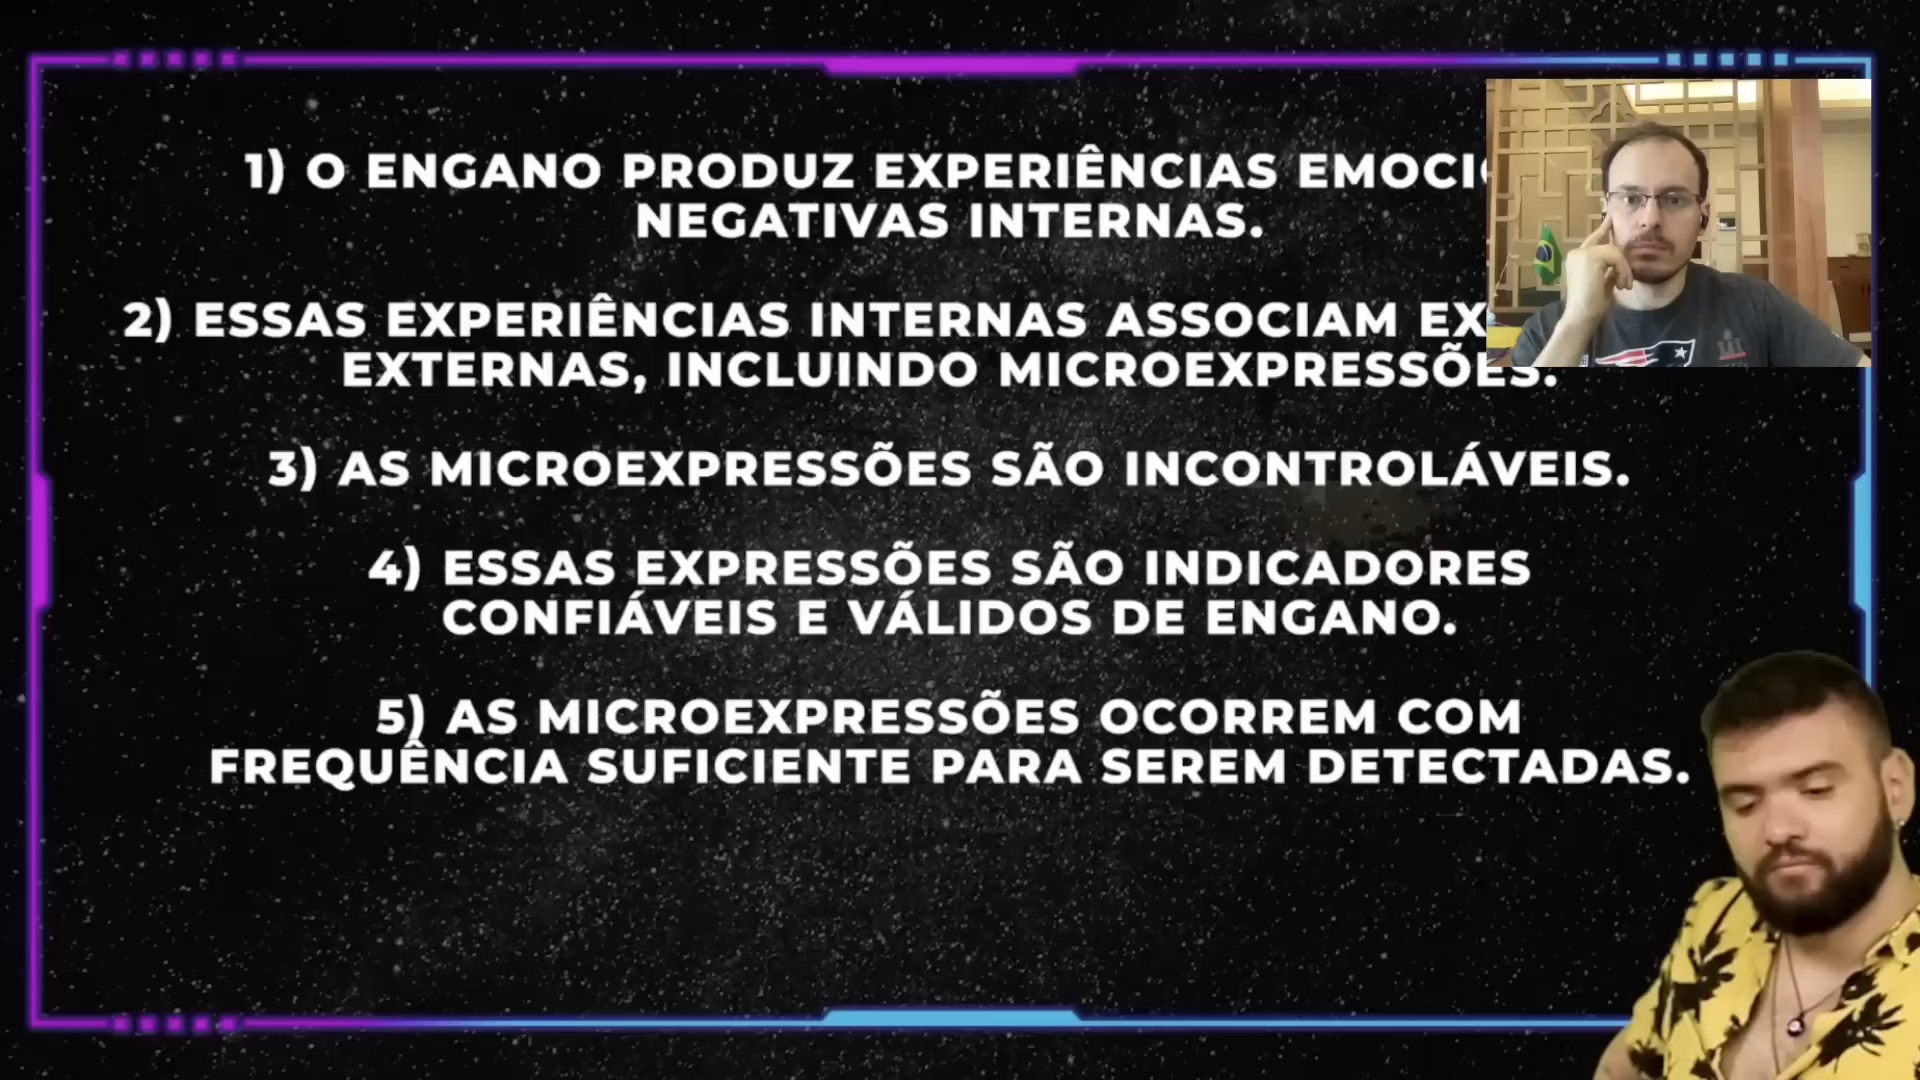 1) O ENGANO PRODUZ EXPERIÊNCIAS
NEGATIVAS INTERNAS.
2) ESSAS EXPERIÊNCIAS INTERNAS ASSOCIAM
EXTERNAS, INCLUINDO MICROEXPRESSÕES.
3) AS MICROEXPRESSÕES SÃO INCONTROLÁVEIS.
4) ESSAS EXPRESSÕES SÃO INDICADORES
CONFIÁVEIS E VÁLIDOS DE ENGANO.
5) AS MICROEXPRESSÕES OCORREM COM
FREQUÊNCIA SUFICIENTE PARA SEREM DETECTADAS.